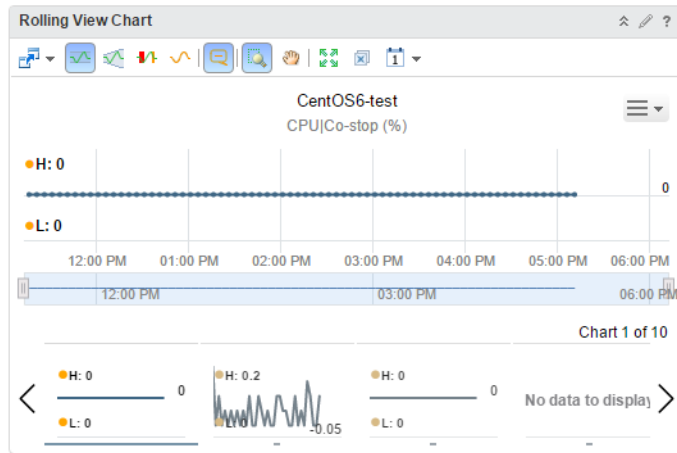 Rolling View Chart ?
1
CentOS6-test
CPU|Co-stop (%)
H: 0
0
L: 0
12:00 PM 01:00 PM 02:00 PM 03:00 PM 04:00 PM 05:00 PM 06:00 PM
12:00 PM 03:00 PM 06:00 PM
Chart 1 of 10
H: 0 H: 0.2 H: 0
0 0 No data to display
L: 0 L: 0 -0.05 L: 0